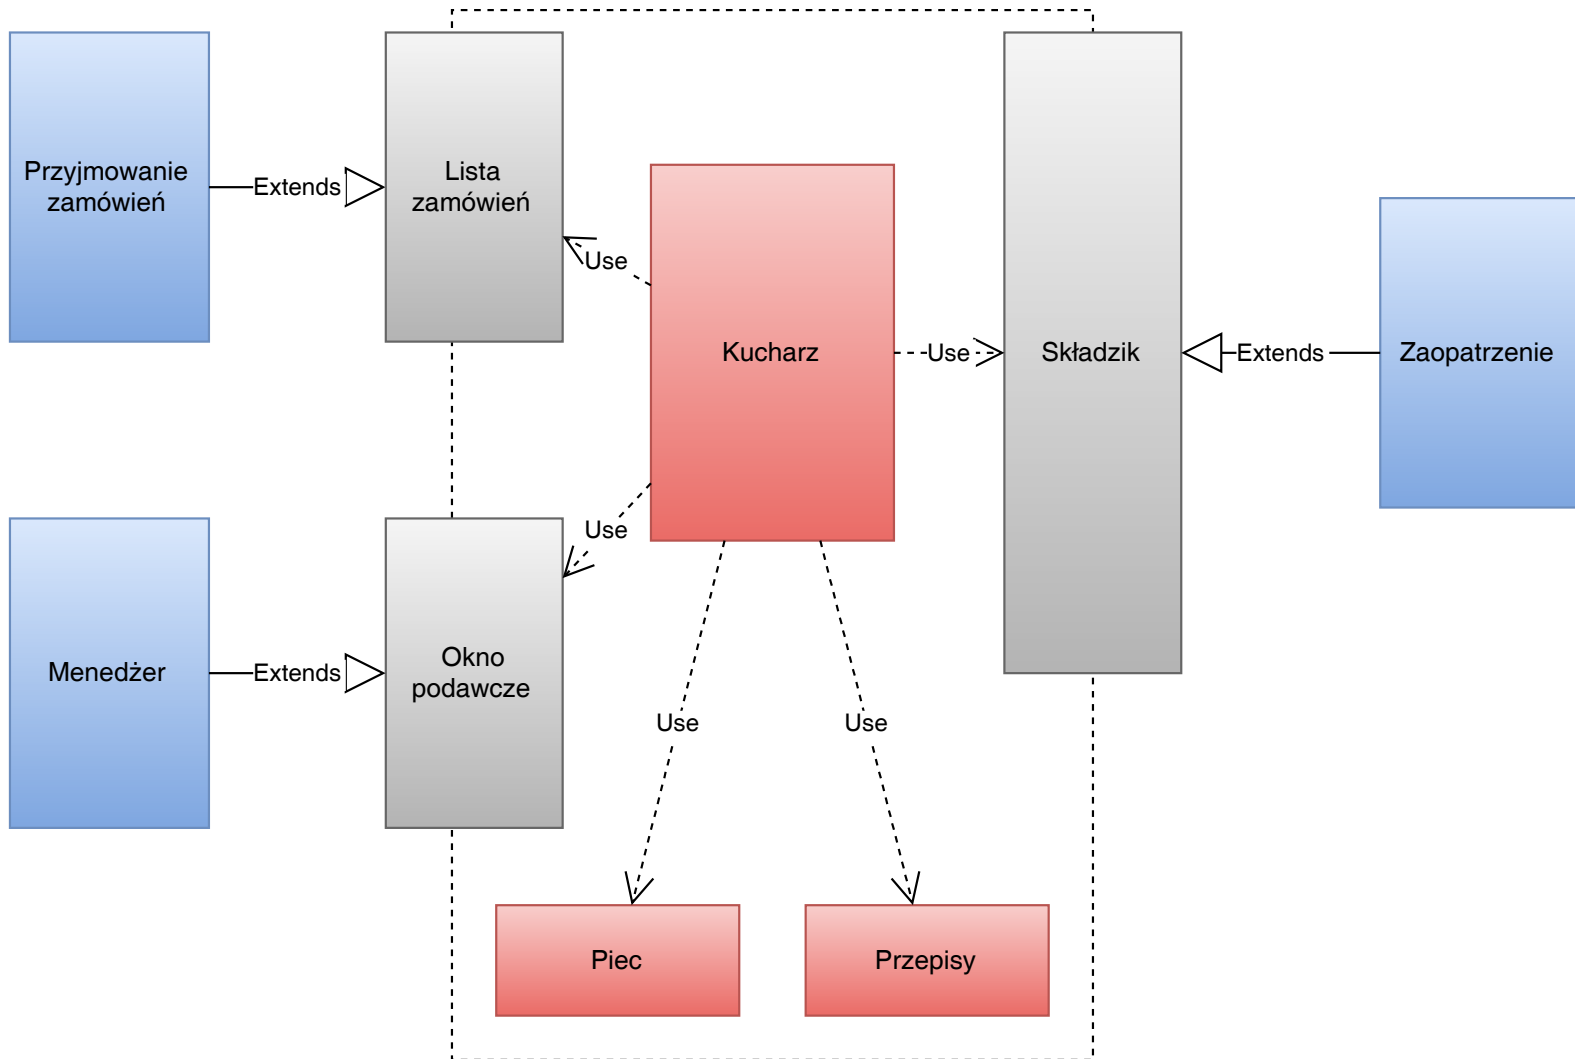 Przyjmowanie
zamówień
Extends
Lista
zamówień
Use
Kucharz
Use
Składzik
Extends
Zaopatrzenie
Menedżer
Extends
Okno
podawcze
Use
Use
Use
Piec
Przepisy